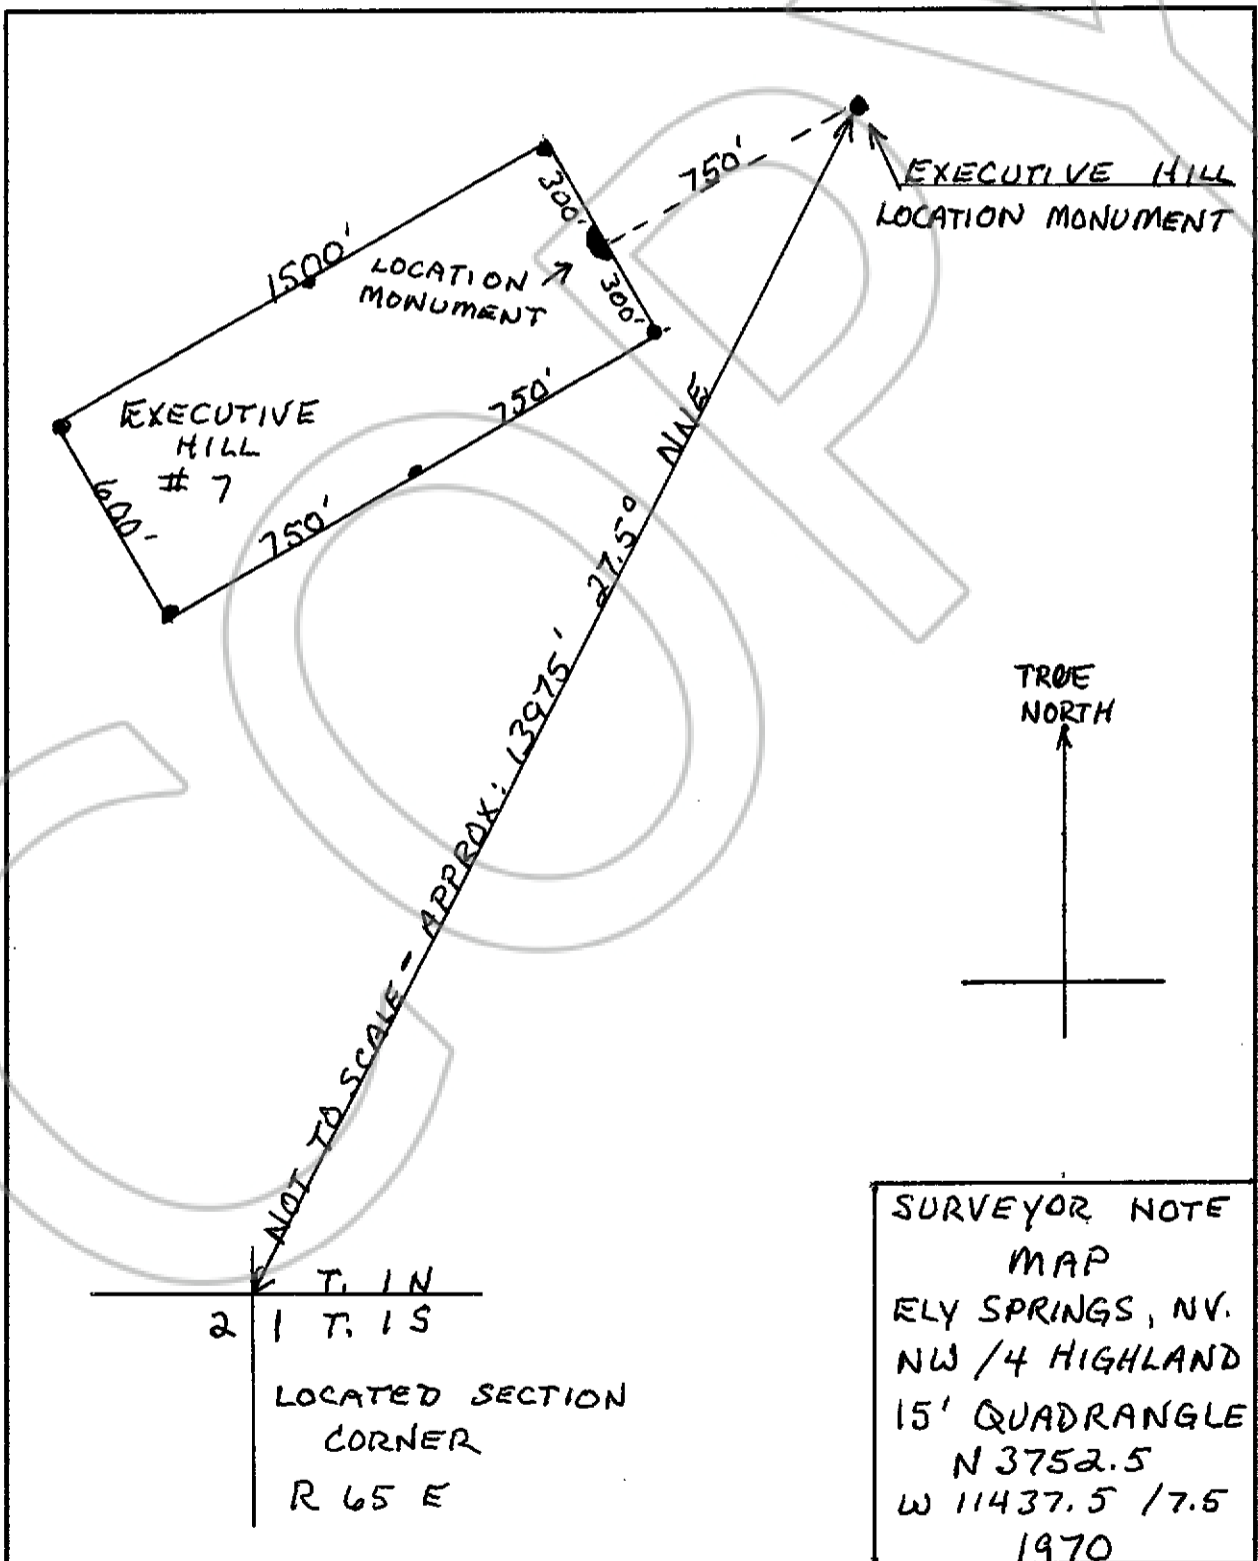 750'
EXECUTIVE HILL
LOCATION MONUMENT
300'
1500'
LOCATION
MONUMENT
300'
EXECUTIVE
HILL
# 7
750'
600'
750'
NOT TO SCALE - APPROX: 13975' 27.5° NNE
TRUE
NORTH
T. 1 N
2 1 T. 1 S
LOCATED SECTION
CORNER
R 65 E
SURVEYOR NOTE
MAP
ELY SPRINGS, NV.
NW /4 HIGHLAND
15' QUADRANGLE
N 3752.5
W 11437.5 /7.5
1970
COPY